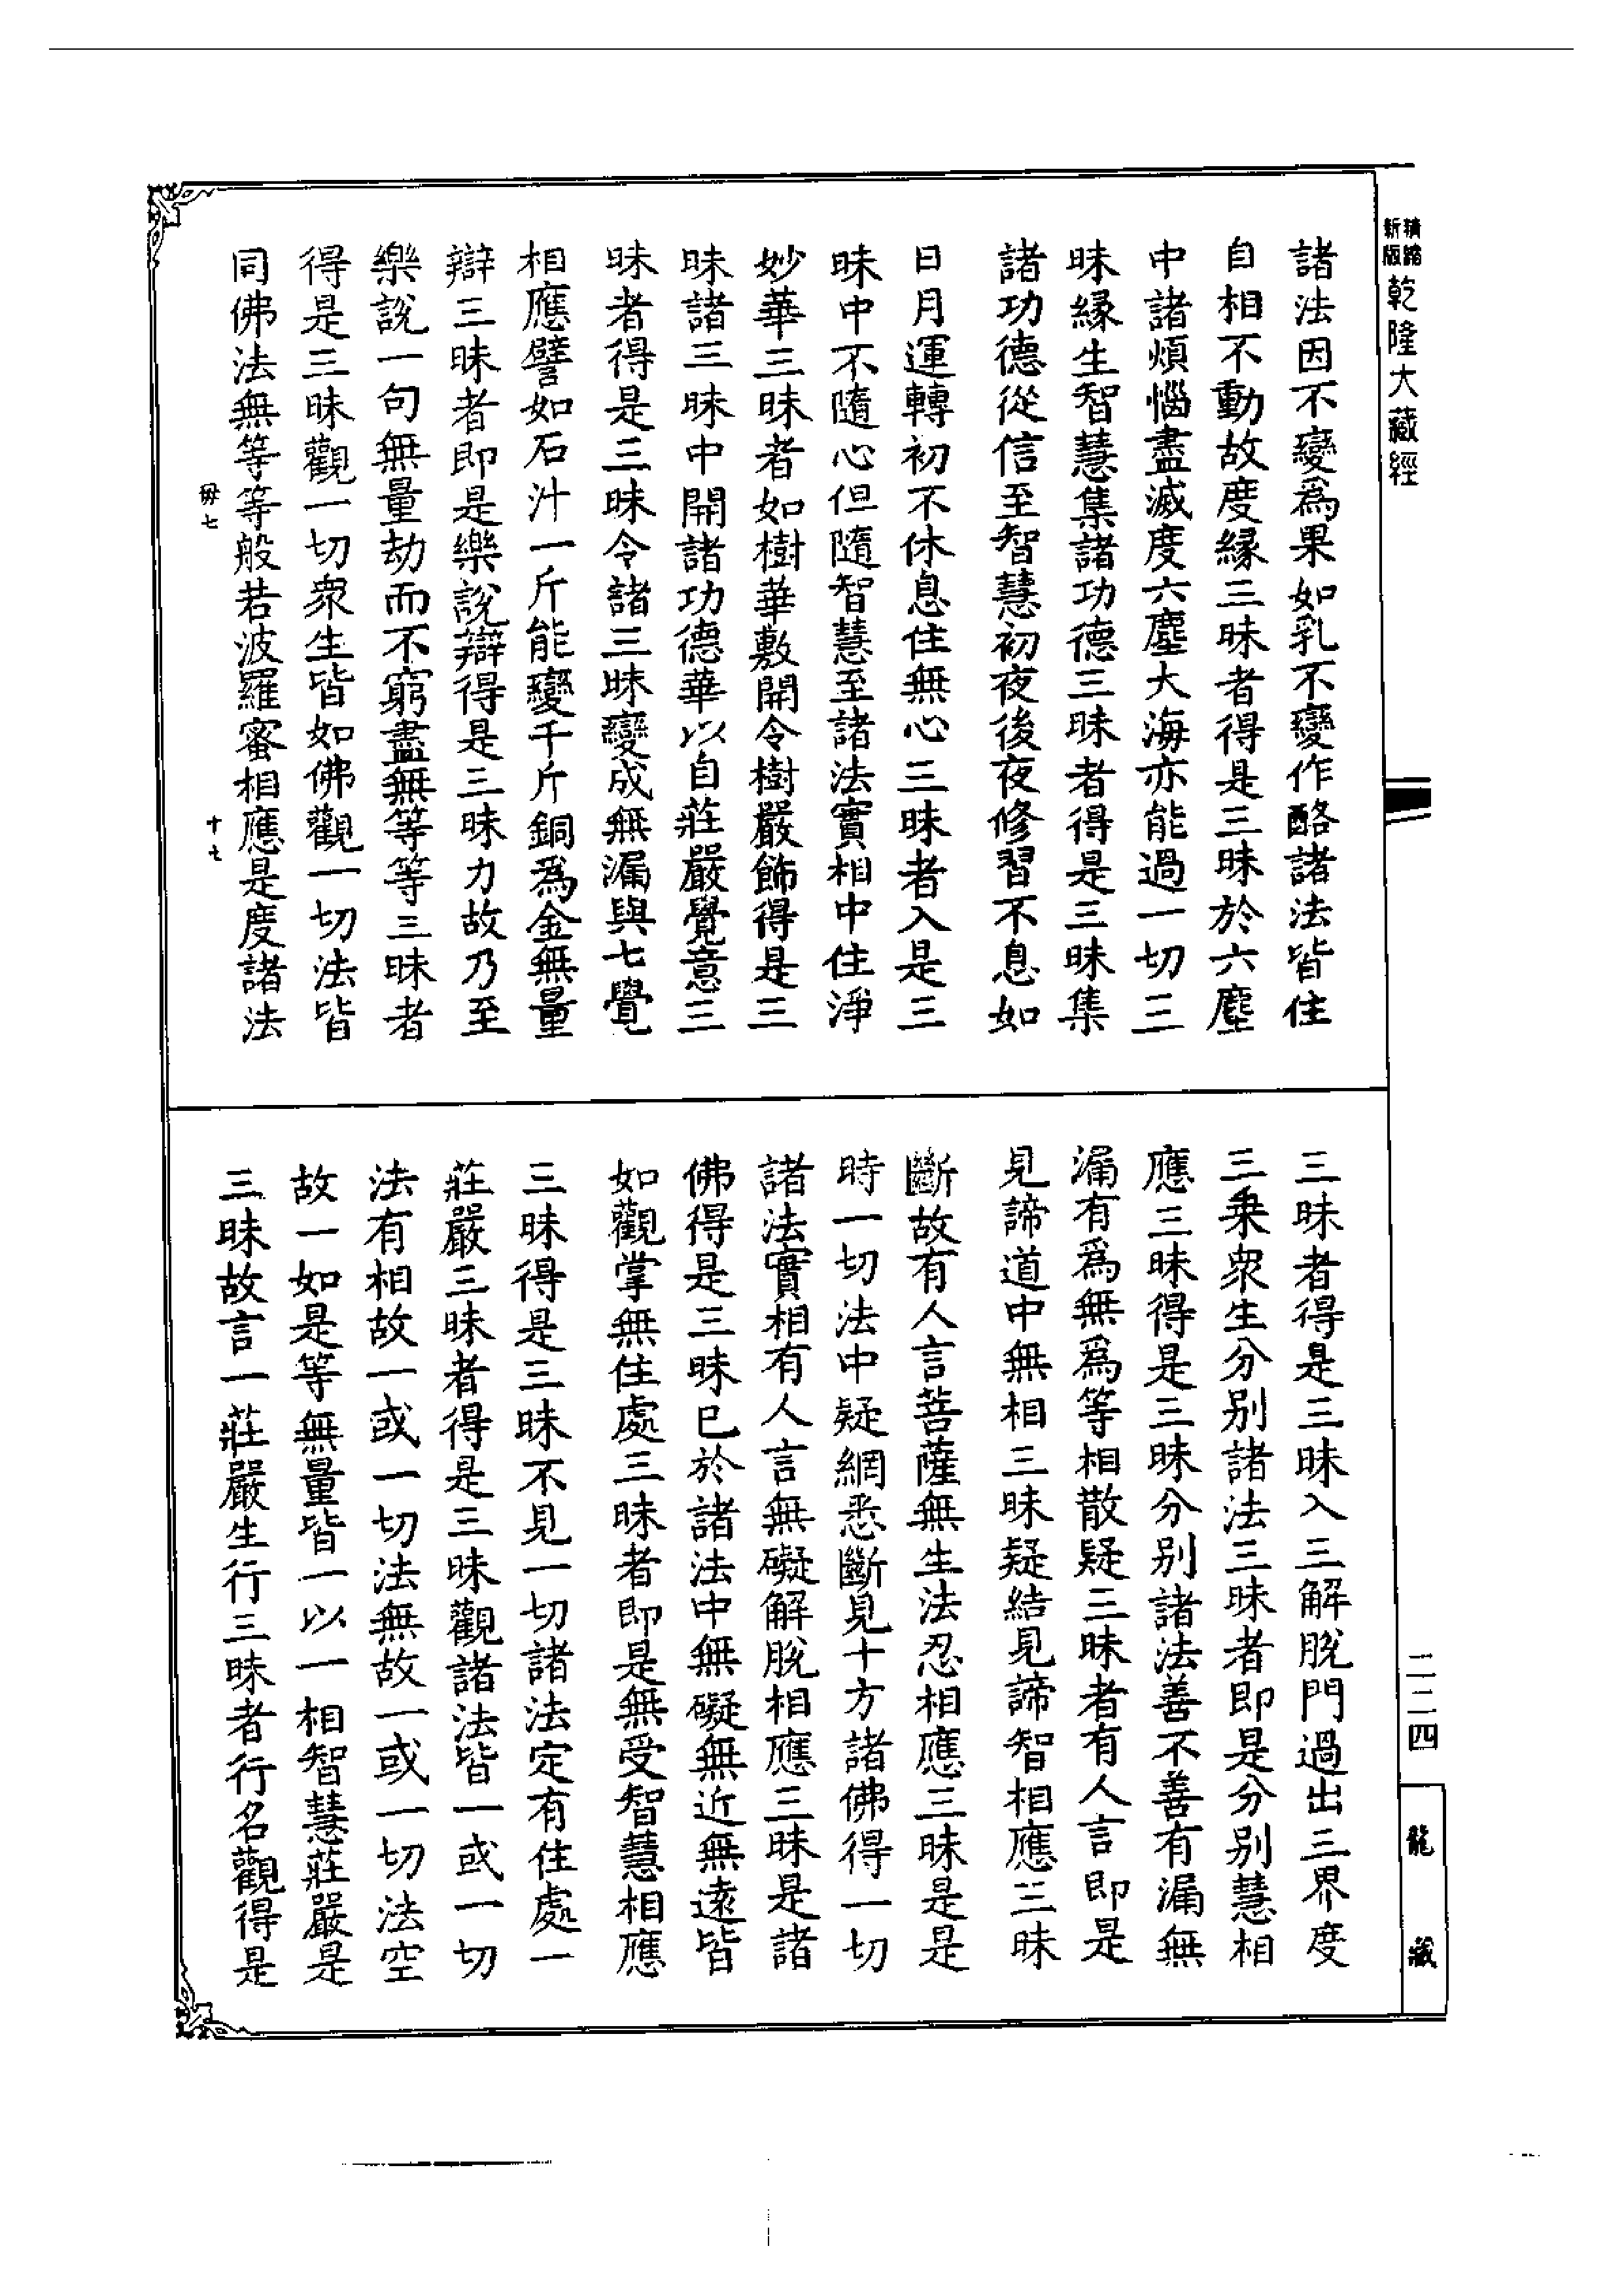 精縮新版乾隆大藏經
諸法因不變爲果如乳不變作酪諸法皆住
自相不動故度緣三昧者得是三昧於六塵
中諸煩惱盡滅度六塵大海亦能過一切三
昧緣生智慧集諸功德三昧者得是三昧集
諸功德從信至智慧初夜後夜修習不息如
日月運轉初不休息住無心三昧者入是三
昧中不隨心但隨智慧至諸法實相中住淨
妙華三昧者如樹華敷開令樹嚴飾得是三
昧諸三昧中開諸功德華以自莊嚴覺意三
昧者得是三昧令諸三昧變成無漏與七覺
相應譬如石汁一斤能變千斤銅爲金無量
辯三昧者即是樂說辯得是三昧力故乃至
樂說一句無量劫而不窮盡無等等三昧者
得是三昧觀一切衆生皆如佛觀一切法皆
同佛法無等等般若波羅蜜相應是度諸法
毋七
十七
三昧者得是三昧入三解脫門過出三界度
三乘衆生分別諸法三昧者即是分別慧相
應三昧得是三昧分別諸法善不善有漏無
漏有爲無爲等相散疑三昧者有人言即是
見諦道中無相三昧疑結見諦智相應三昧
斷故有人言菩薩無生法忍相應三昧是是
時一切法中疑網悉斷見十方諸佛得一切
諸法實相有人言無礙解脫相應三昧是諸
佛得是三昧已於諸法中無礙無近無遠皆
如觀掌無住處三昧者即是無受智慧相應
三昧得是三昧不見一切諸法定有住處一
莊嚴三昧者得是三昧觀諸法皆一或一切
法有相故一或一切法無故一或一切法空
故一如是等無量皆一以一相智慧莊嚴是
三昧故言一莊嚴生行三昧者行名觀得是
二二四
龍藏